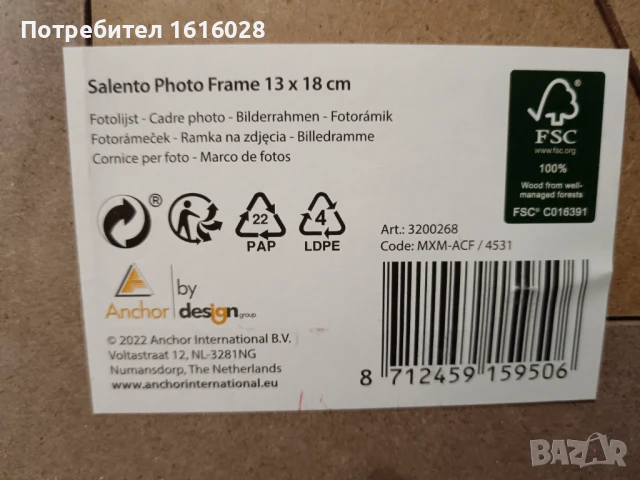 Потребител 1616028
Salento Photo Frame 13 x 18 cm
Fotolijst - Cadre photo - Bilderrahmen - Fotorámik
Fotorámeček - Ramka na zdjęcia - Billedramme
Cornice per foto - Marco de fotos
FSC
www.fsc.org
100%
Wood from well-
managed forests
FSC® C016391
®
22
PAP
4
LDPE
Art.: 3200268
Code: MXM-ACF / 4531
Anchor by design group
© 2022 Anchor International B.V.
Voltastraat 12, NL-3281NG
Numansdorp, The Netherlands
www.anchorinternational.eu
8 712459 159506
BAZAR